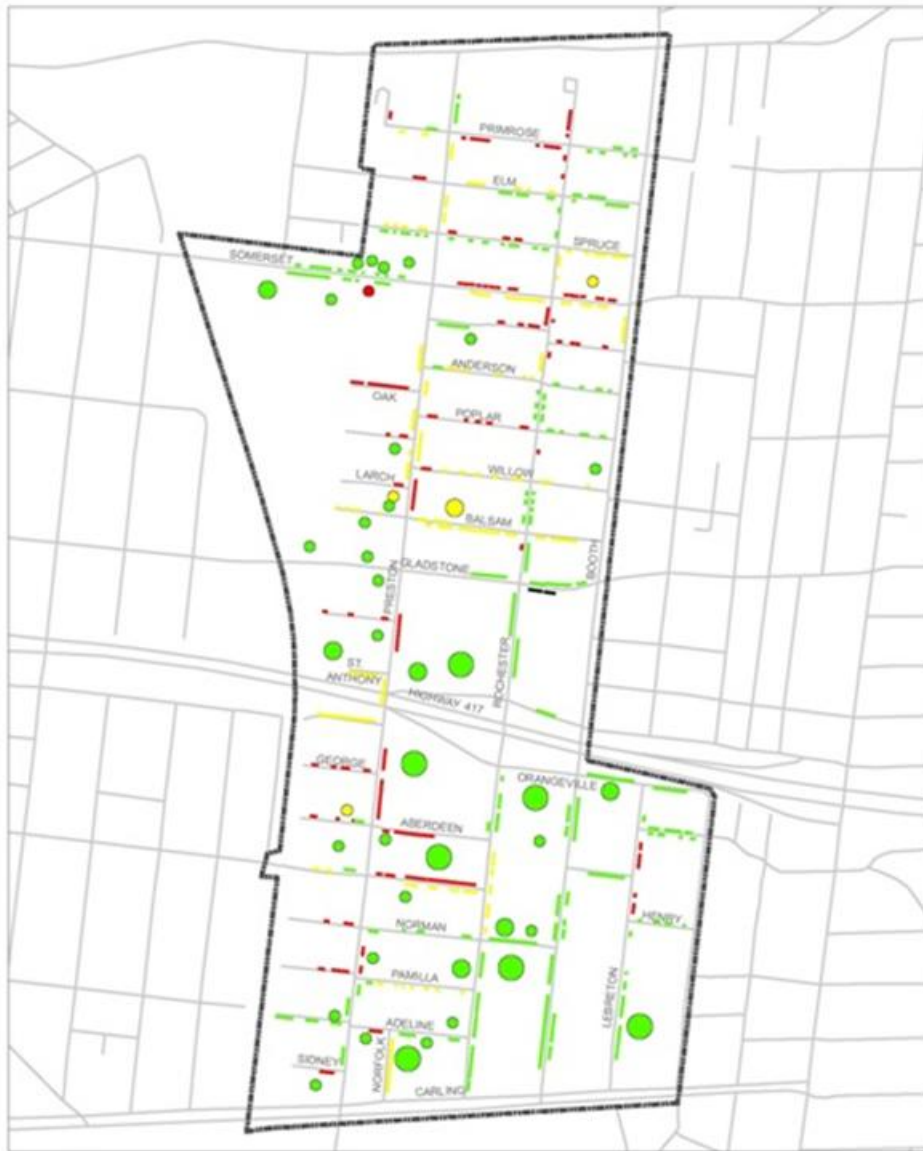 PRIMROSE
ELM
SPRUCE
SOMERSET
ANDERSON
OAK
POPLAR
WILLOW
LARCH
BALSAM
BOOTH
GLADSTONE
PRESTON
ROCHESTER
ST.
ANTHONY
HIGHWAY 417
GEORGE
ORANGEVILLE
ABERDEEN
HENRY
NORMAN
PAMILLA
LEBRETON
ADELINE
NORFOLK
SIDNEY
CARLING